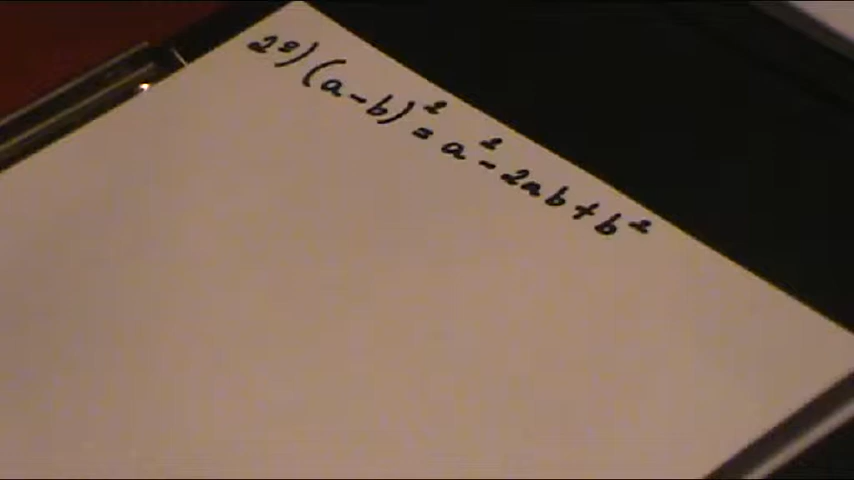 2º) (a-b)² = a² - 2ab + b²